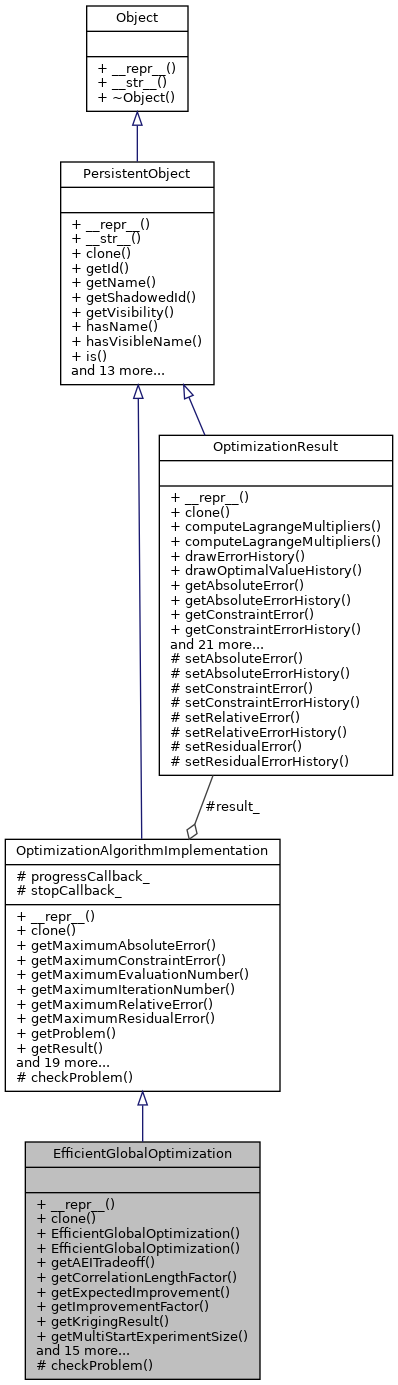 Object
+ __repr__()
+ __str__()
+ ~Object()
PersistentObject
+ __repr__()
+ __str__()
+ clone()
+ getId()
+ getName()
+ getShadowedId()
+ getVisibility()
+ hasName()
+ hasVisibleName()
+ is()
and 13 more...
OptimizationResult
+ __repr__()
+ clone()
+ computeLagrangeMultipliers()
+ computeLagrangeMultipliers()
+ drawErrorHistory()
+ drawOptimalValueHistory()
+ getAbsoluteError()
+ getAbsoluteErrorHistory()
+ getConstraintError()
+ getConstraintErrorHistory()
and 21 more...
# setAbsoluteError()
# setAbsoluteErrorHistory()
# setConstraintError()
# setConstraintErrorHistory()
# setRelativeError()
# setRelativeErrorHistory()
# setResidualError()
# setResidualErrorHistory()
#result_
OptimizationAlgorithmImplementation
# progressCallback_
# stopCallback_
+ __repr__()
+ clone()
+ getMaximumAbsoluteError()
+ getMaximumConstraintError()
+ getMaximumEvaluationNumber()
+ getMaximumIterationNumber()
+ getMaximumRelativeError()
+ getMaximumResidualError()
+ getProblem()
+ getResult()
and 19 more...
# checkProblem()
EfficientGlobalOptimization
+ __repr__()
+ clone()
+ EfficientGlobalOptimization()
+ EfficientGlobalOptimization()
+ getAEITradeoff()
+ getCorrelationLengthFactor()
+ getExpectedImprovement()
+ getImprovementFactor()
+ getKrigingResult()
+ getMultiStartExperimentSize()
and 15 more...
# checkProblem()